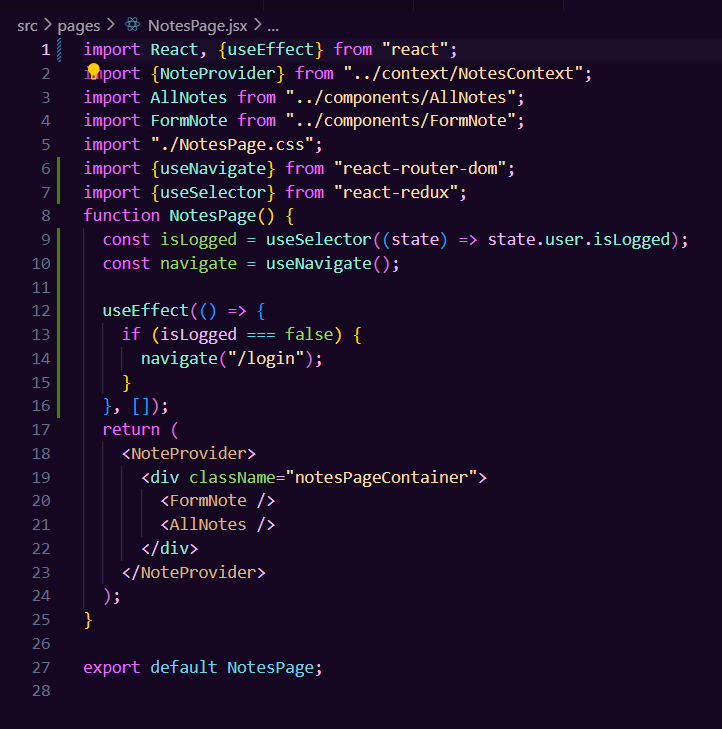 src > pages > NotesPage.jsx > ...
1 import React, {useEffect} from "react";
2 import {NoteProvider} from "../context/NotesContext";
3 import AllNotes from "../components/AllNotes";
4 import FormNote from "../components/FormNote";
5 import "./NotesPage.css";
6 import {useNavigate} from "react-router-dom";
7 import {useSelector} from "react-redux";
8 function NotesPage() {
9   const isLogged = useSelector((state) => state.user.isLogged);
10   const navigate = useNavigate();
11
12   useEffect(() => {
13     if (isLogged === false) {
14       navigate("/login");
15     }
16   }, []);
17   return (
18     <NoteProvider>
19       <div className="notesPageContainer">
20         <FormNote />
21         <AllNotes />
22       </div>
23     </NoteProvider>
24   );
25 }
26
27 export default NotesPage;
28